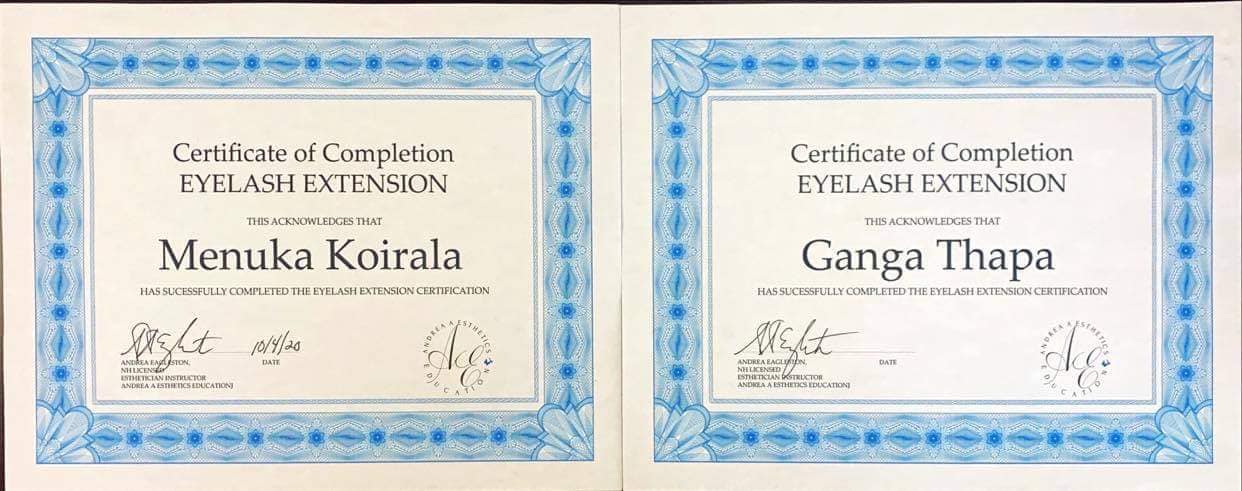 Certificate of Completion
EYELASH EXTENSION
THIS ACKNOWLEDGES THAT
Menuka Koirala
HAS SUCESSFULLY COMPLETED THE EYELASH EXTENSION CERTIFICATION
10/4/20
ANDREA EAGLESTON,
DATE
NH LICENSED
ESTHETICIAN INSTRUCTOR
ANDREA A ESTHETICS EDUCATION]
ANDREA A ESTHETICS
AAE
EDUCATION
Certificate of Completion
EYELASH EXTENSION
THIS ACKNOWLEDGES THAT
Ganga Thapa
HAS SUCESSFULLY COMPLETED THE EYELASH EXTENSION CERTIFICATION
ANDREA EAGLESTON,
DATE
NH LICENSED
ESTHETICIAN INSTRUCTOR
ANDREA A ESTHETICS EDUCATION]
ANDREA A ESTHETICS
AAE
EDUCATION